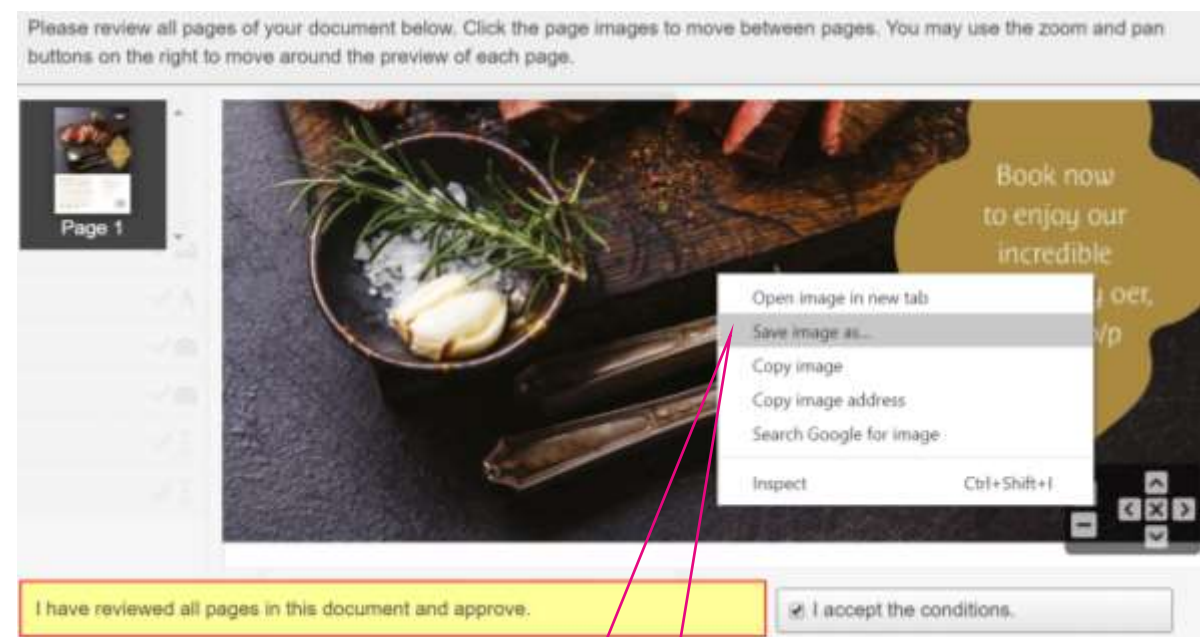 Please review all pages of your document below. Click the page images to move between pages. You may use the zoom and pan
buttons on the right to move around the preview of each page.
Page 1
Book now
to enjoy our
incredible
y oer,
/p
Open image in new tab
Save image as...
Copy image
Copy image address
Search Google for image
Inspect Ctrl+Shift+I
I have reviewed all pages in this document and approve.
I accept the conditions.